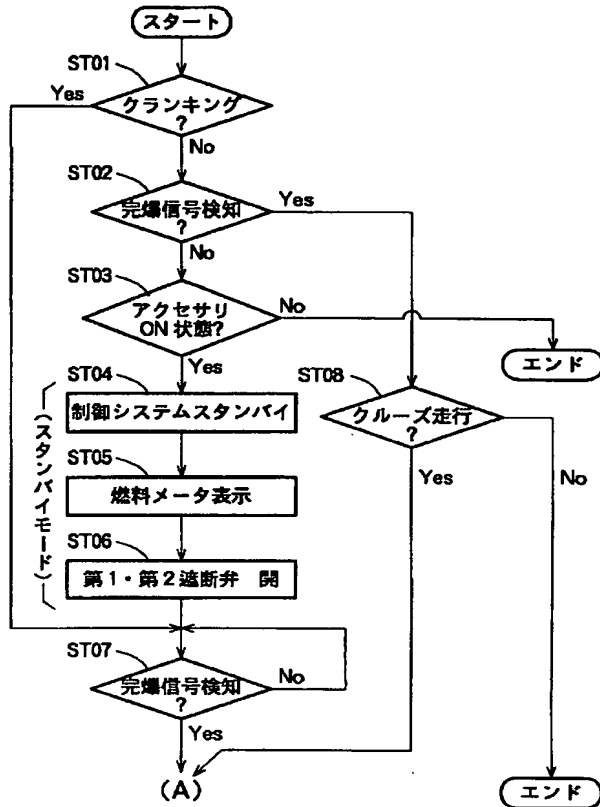 スタート
ST01
Yes
クランキング
?
No
ST02
完爆信号検知
?
Yes
No
ST03
アクセサリ
ON 状態?
No
Yes
エンド
ST04
制御システムスタンバイ
ST08
クルーズ走行
?
(スタンバイモード)
ST05
燃料メータ表示
Yes
No
ST06
第1・第2遮断弁 開
ST07
完爆信号検知
?
No
Yes
(A)
エンド